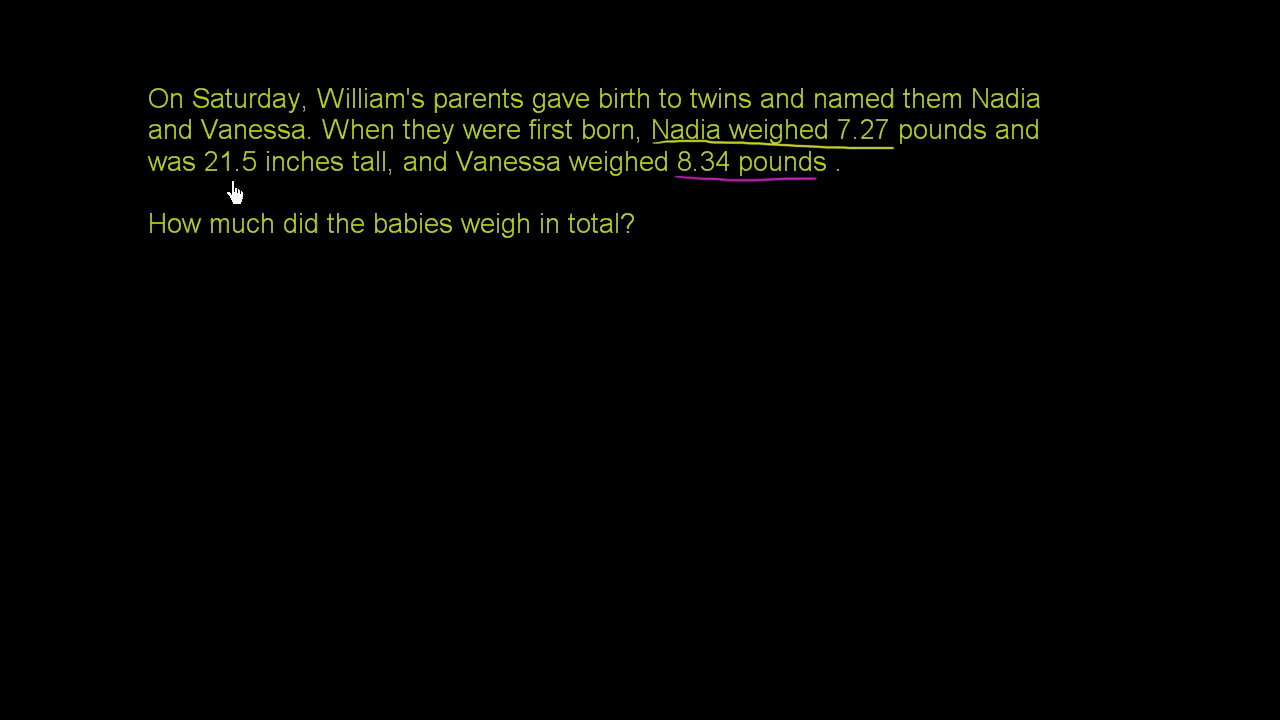 On Saturday, William's parents gave birth to twins and named them Nadia
and Vanessa. When they were first born, Nadia weighed 7.27 pounds and
was 21.5 inches tall, and Vanessa weighed 8.34 pounds .
How much did the babies weigh in total?